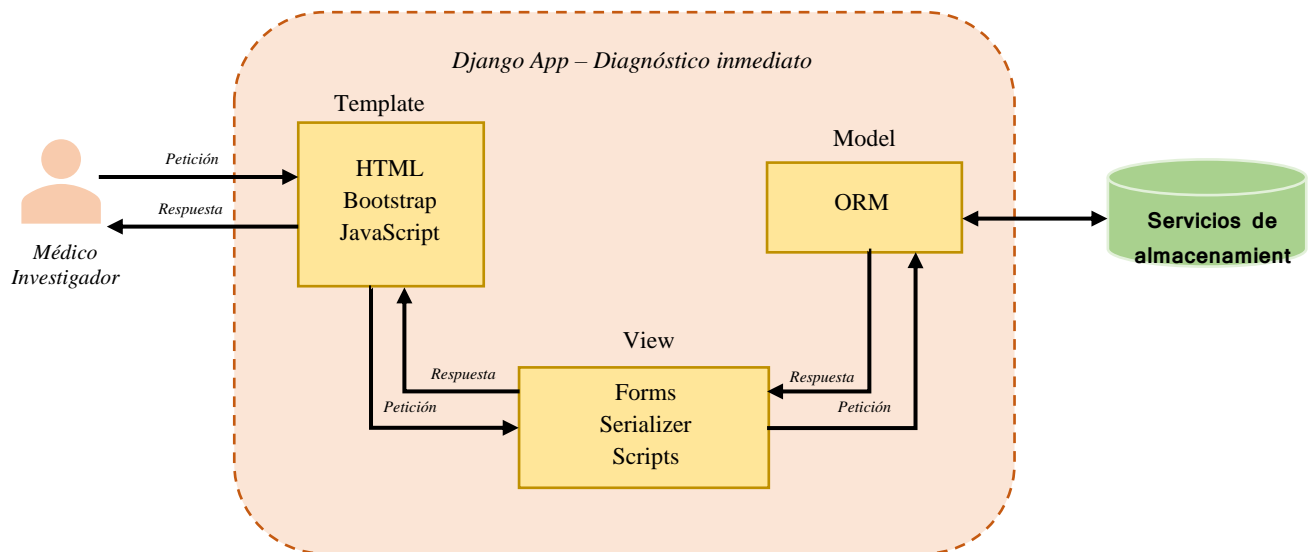 Django App – Diagnóstico inmediato
Template
HTML
Bootstrap
JavaScript
Petición
Respuesta
Médico
Investigador
Model
ORM
Servicios de
almacenamient
View
Forms
Serializer
Scripts
Respuesta
Petición
Respuesta
Petición